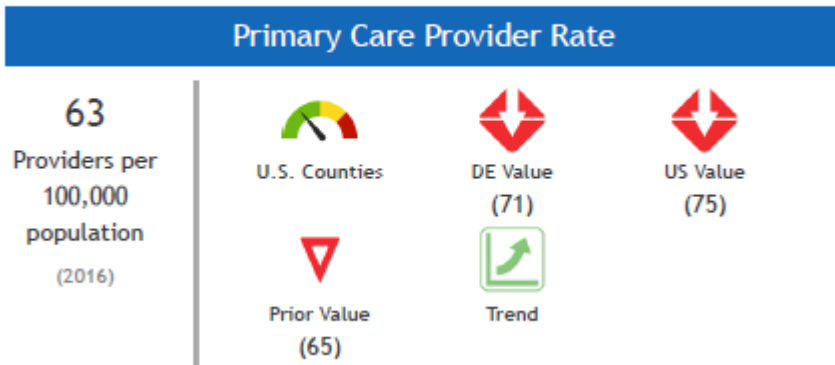 Primary Care Provider Rate
63
Providers per
100,000
population
(2016)
U.S. Counties
DE Value
(71)
US Value
(75)
Prior Value
(65)
Trend